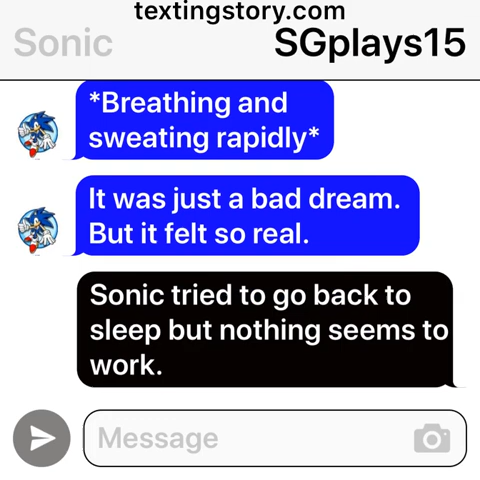 textingstory.com
Sonic SGplays15
*Breathing and
sweating rapidly*
It was just a bad dream.
But it felt so real.
Sonic tried to go back to
sleep but nothing seems to
work.
Message